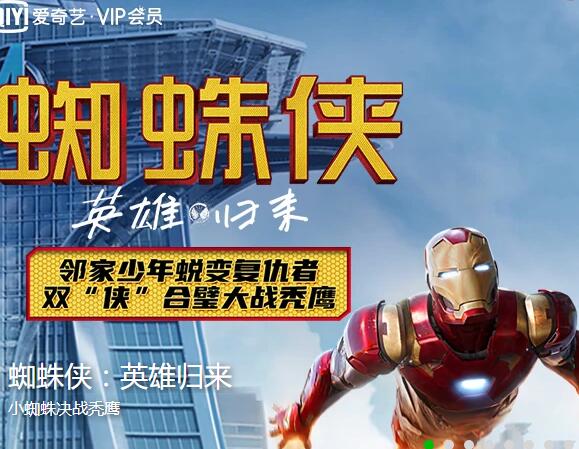 QIYI 爱奇艺·VIP会员
蜘蛛侠
英雄归来
邻家少年蜕变复仇者
双“侠”合璧大战秃鹰
蜘蛛侠：英雄归来
小蜘蛛决战秃鹰